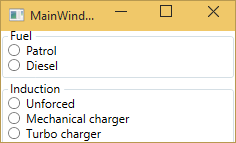 MainWind...
Fuel
Patrol
Diesel
Induction
Unforced
Mechanical charger
Turbo charger